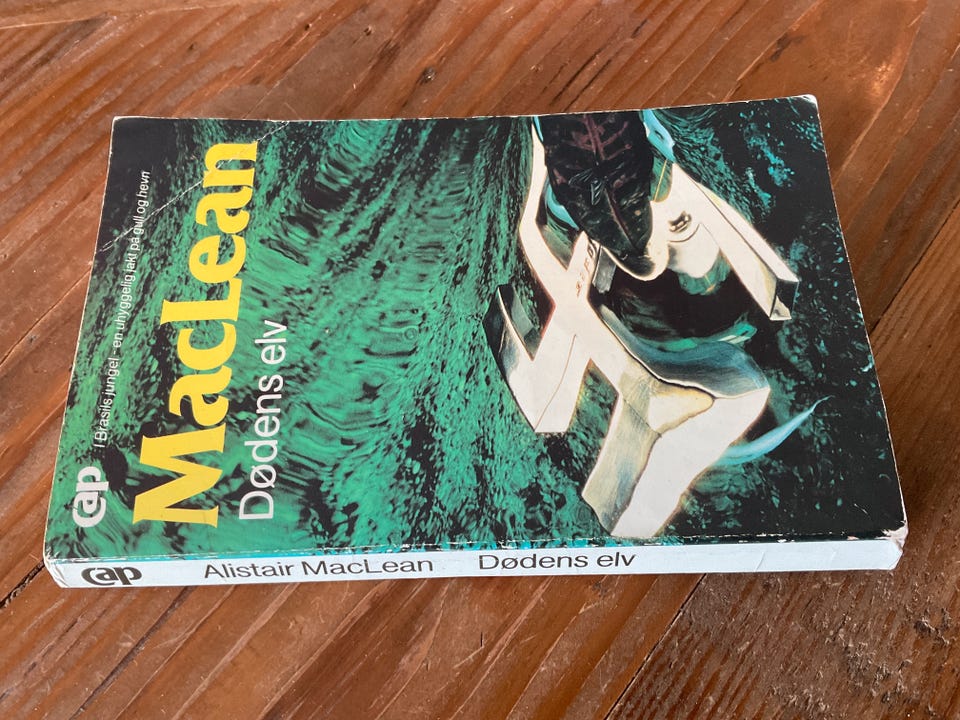 cap
I Brasils jungel - en uhyggelig jakt på gull og hevn
MacLean
Dødens elv
cap Alistair MacLean Dødens elv